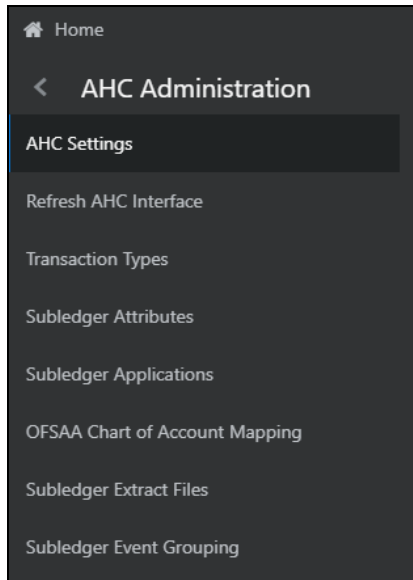 Home
AHC Administration
AHC Settings
Refresh AHC Interface
Transaction Types
Subledger Attributes
Subledger Applications
OFSAA Chart of Account Mapping
Subledger Extract Files
Subledger Event Grouping